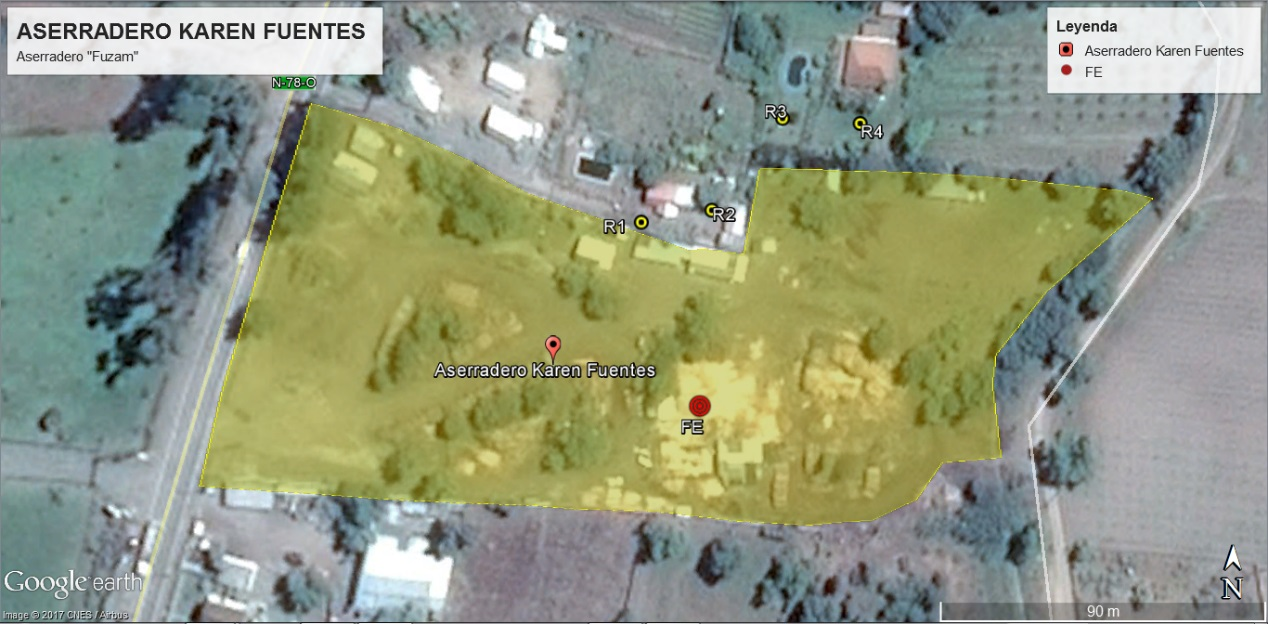 ASERRADERO KAREN FUENTES
Aserradero "Fuzam"
Leyenda
Aserradero Karen Fuentes
FE
N-78-O
R3
R4
R2
R1
Aserradero Karen Fuentes
FE
Google earth
Image © 2017 CNES / Airbus
N
90 m